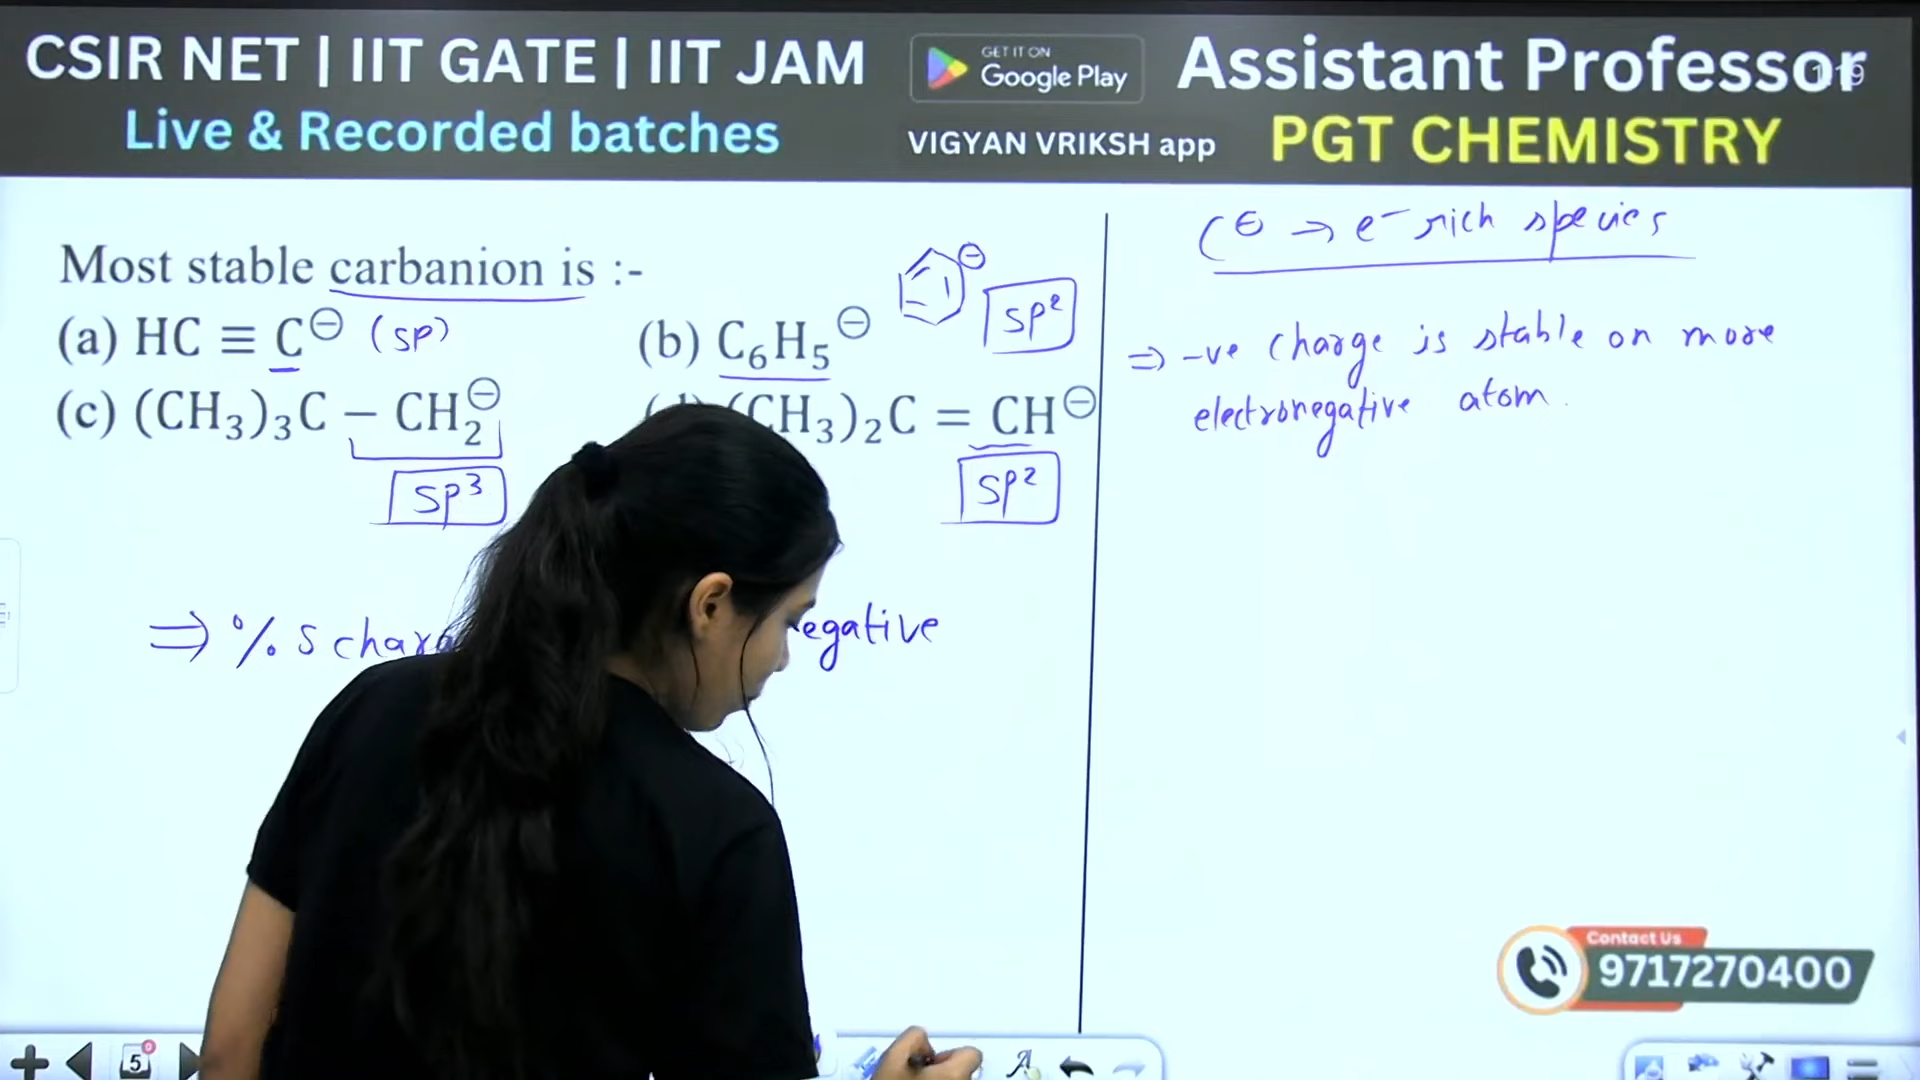 CSIR NET | IIT GATE | IIT JAM
Live & Recorded batches
GET IT ON
Google Play
VIGYAN VRIKSH app
Assistant Professor
PGT CHEMISTRY
Most stable carbanion is :-
(a) HC ≡ C⊖ (sp)
(b) C₆H₅⊖
⊖
sp²
(c) (CH₃)₃C − CH₂⊖
sp³
CH₃)₂C = CH⊖
sp²
⇒ % s chara
egative
C⊖ → e⁻ rich species
⇒ -ve charge is stable on more
electronegative atom.
Contact Us
9717270400
5